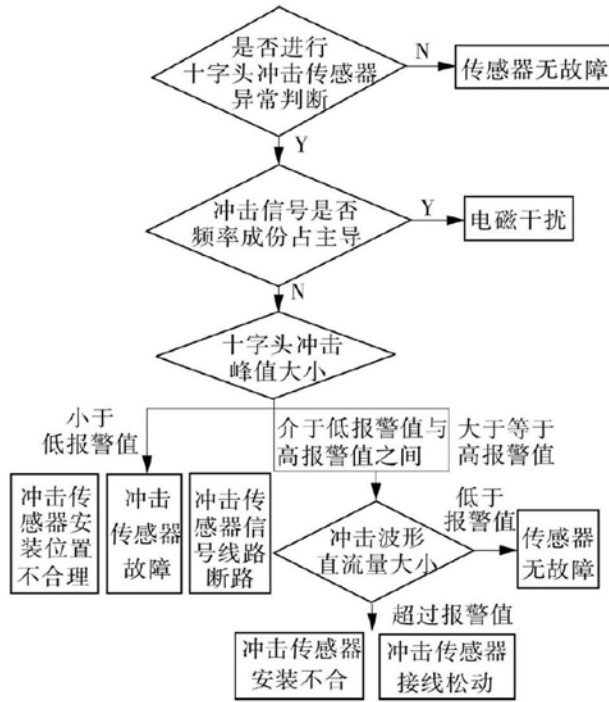 是否进行
十字头冲击传感器
异常判断
N
传感器无故障
Y
冲击信号是否
频率成份占主导
Y
电磁干扰
N
十字头冲击
峰值大小
小于
低报警值
介于低报警值与
高报警值之间
大于等于
高报警值
冲击传
感器安
装位置
不合理
冲击
传感器
故障
冲击传
感器信
号线路
断路
冲击波形
直流量大小
低于
报警值
传感器
无故障
超过报警值
冲击传感器
安装不合
冲击传感器
接线松动